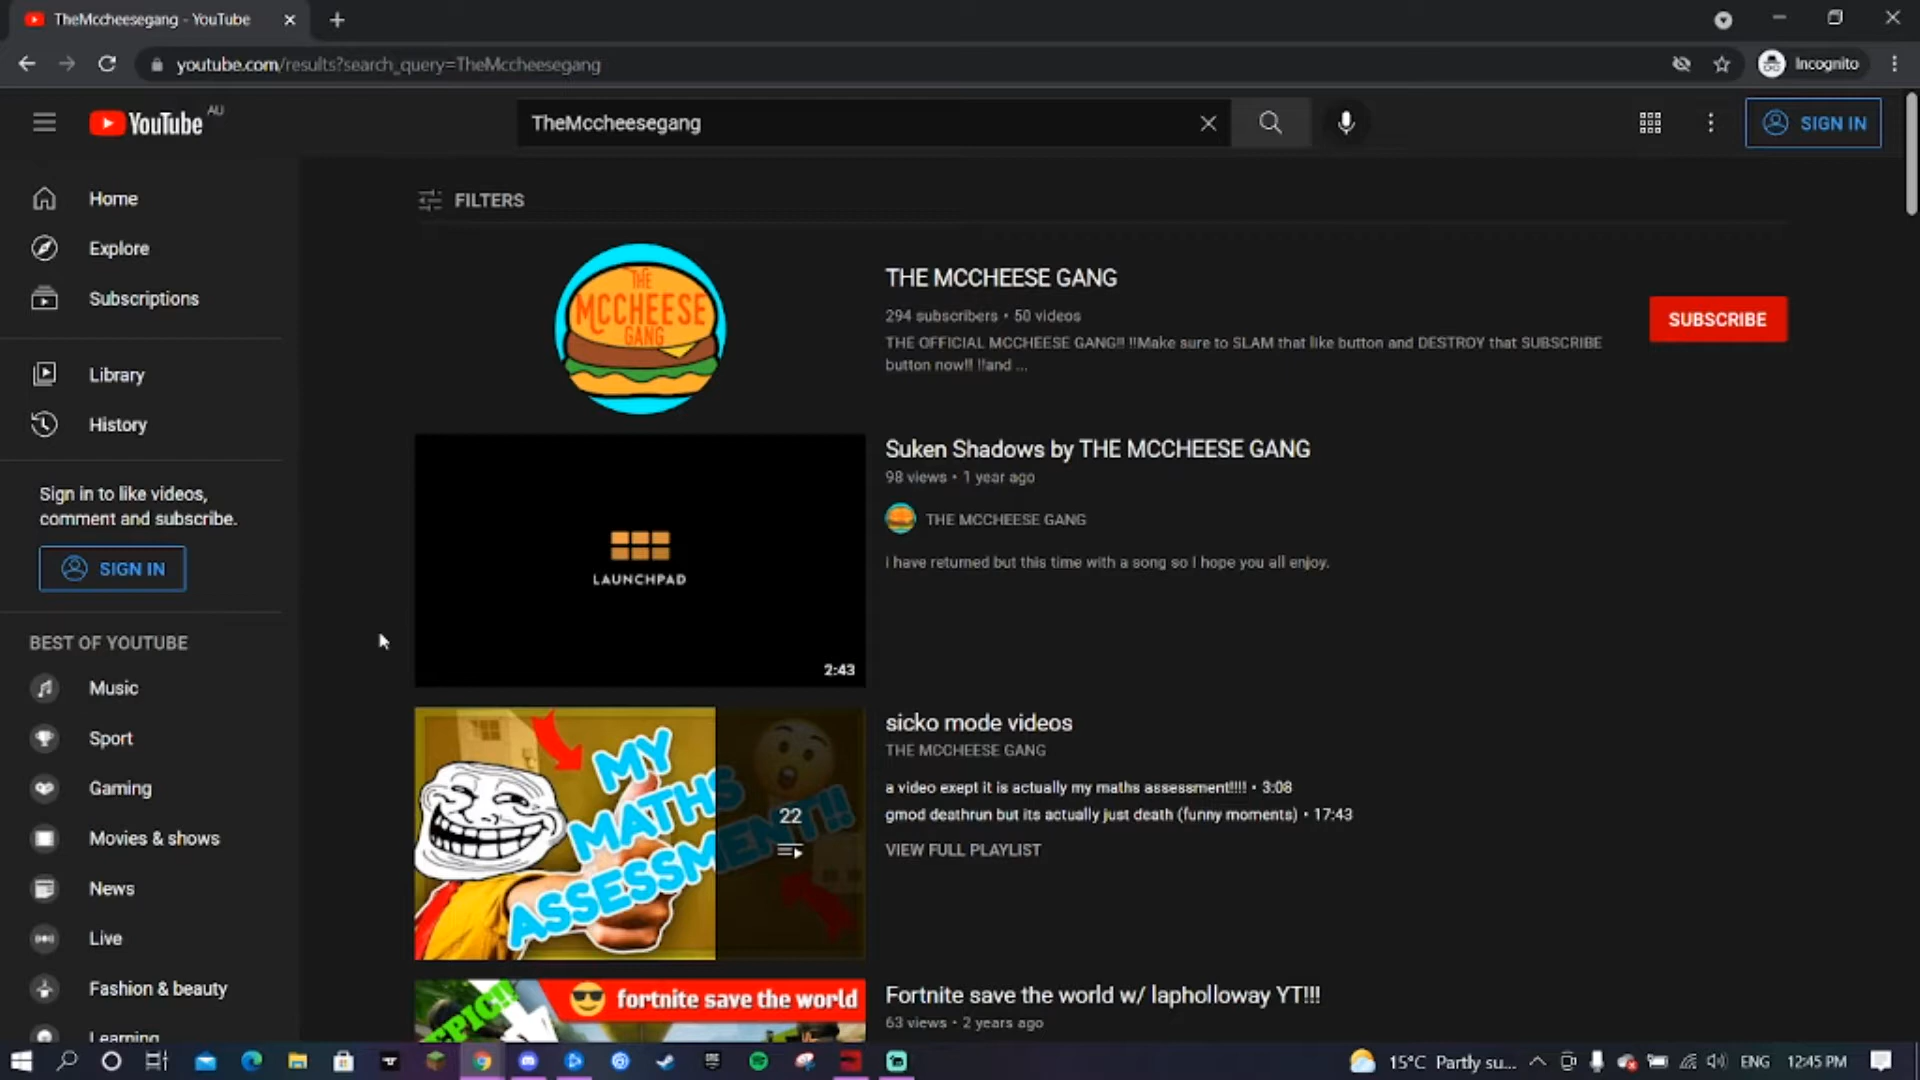 TheMccheesegang - YouTube
youtube.com/results?search_query=TheMccheesegang
Incognito
YouTube AU
TheMccheesegang
SIGN IN
Home
Explore
Subscriptions
Library
History
Sign in to like videos,
comment and subscribe.
SIGN IN
BEST OF YOUTUBE
Music
Sport
Gaming
Movies & shows
News
Live
Fashion & beauty
Learning
FILTERS
THE
MCCHEESE
GANG
THE MCCHEESE GANG
294 subscribers • 50 videos
THE OFFICIAL MCCHEESE GANG!! !!Make sure to SLAM that like button and DESTROY that SUBSCRIBE
button now!! !!and ...
SUBSCRIBE
LAUNCHPAD
2:43
Suken Shadows by THE MCCHEESE GANG
98 views • 1 year ago
THE MCCHEESE GANG
I have returned but this time with a song so I hope you all enjoy.
MY
MATHS
ASSESSMENT!!
22
sicko mode videos
THE MCCHEESE GANG
a video exept it is actually my maths assessment!!!! • 3:08
gmod deathrun but its actually just death (funny moments) • 17:43
VIEW FULL PLAYLIST
EPIC!!
fortnite save the world
Fortnite save the world w/ lapholloway YT!!!
63 views • 2 years ago
15°C Partly su...
ENG
12:45 PM